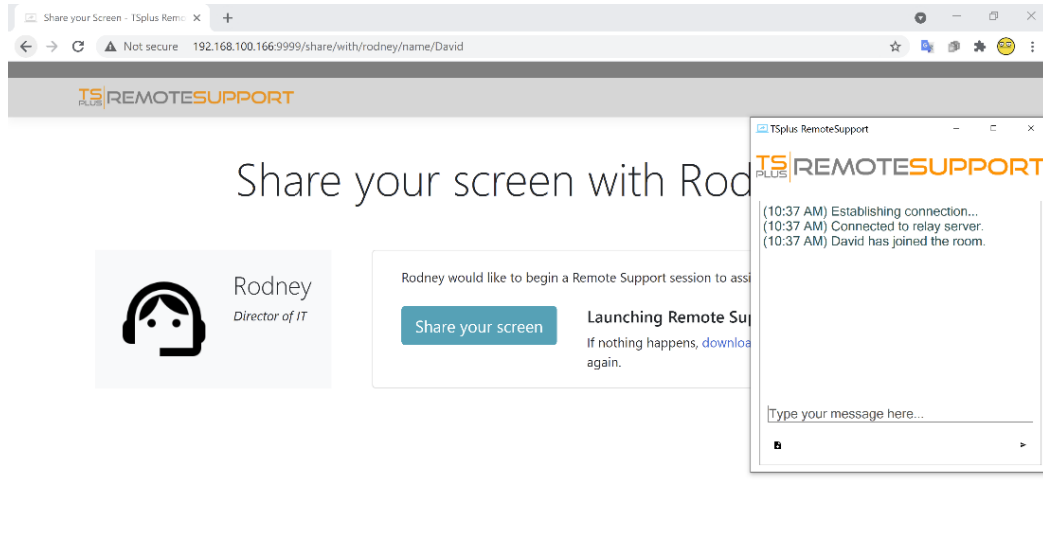 Share your Screen - TSplus Remo
Not secure 192.168.100.166:9999/share/with/rodney/name/David
TS PLUS REMOTESUPPORT
TSplus RemoteSupport
TS PLUS REMOTESUPPORT
Share your screen with Rod
(10:37 AM) Establishing connection...
(10:37 AM) Connected to relay server.
(10:37 AM) David has joined the room.
Rodney
Director of IT
Rodney would like to begin a Remote Support session to assi
Share your screen
Launching Remote Sup
If nothing happens, downloa
again.
Type your message here...